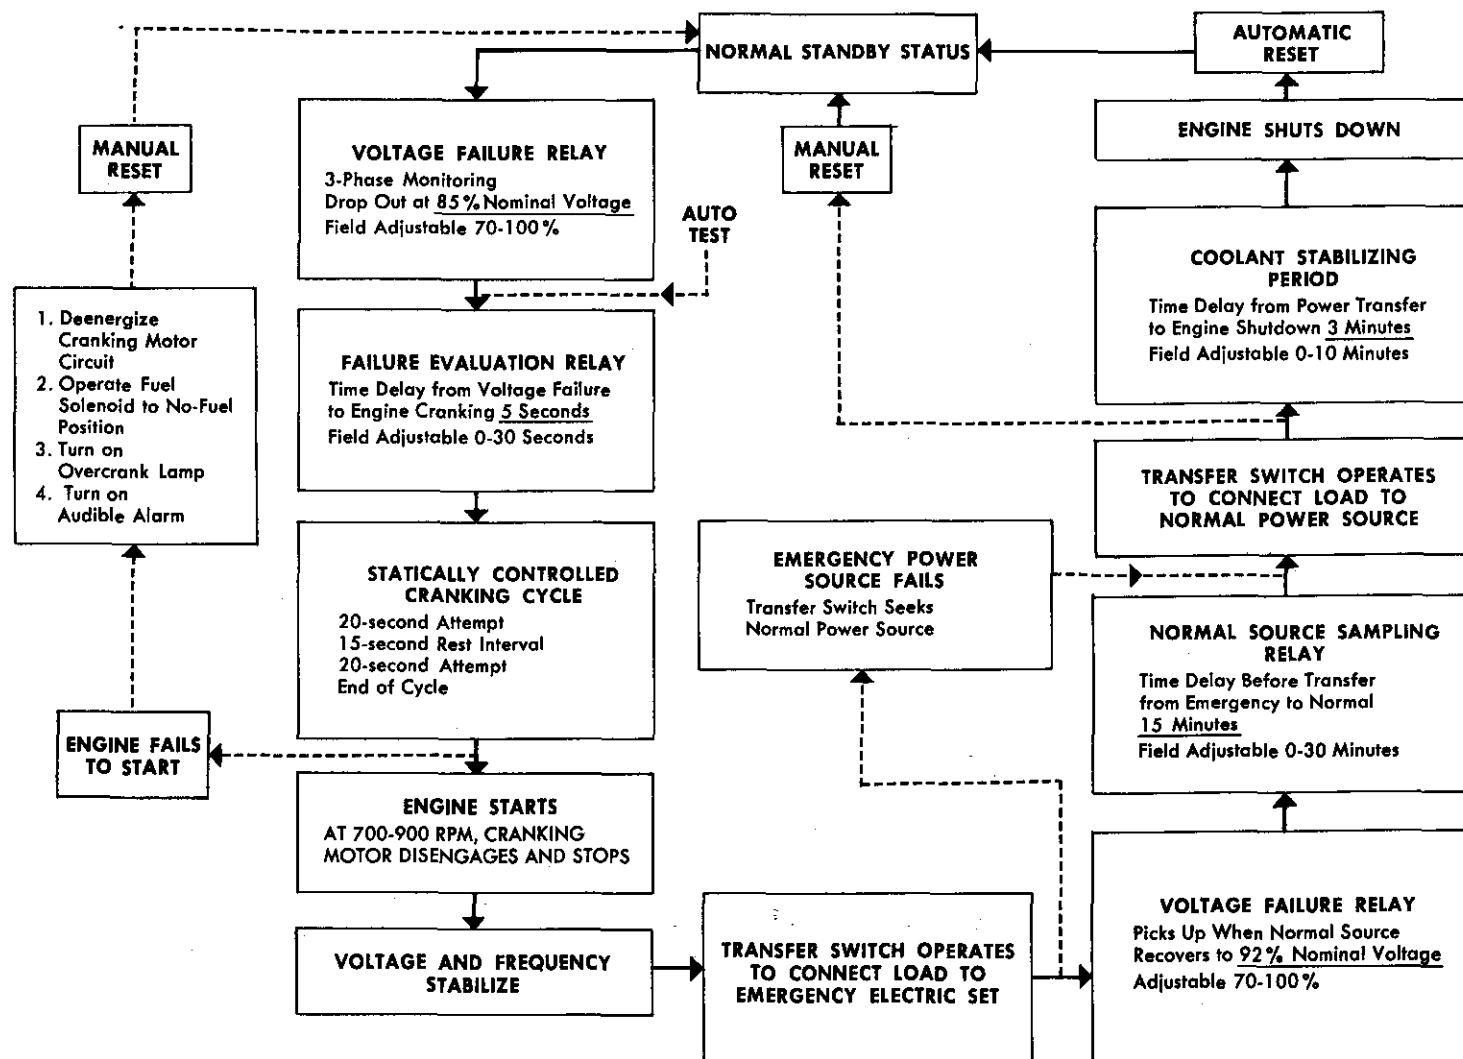 NORMAL STANDBY STATUS
AUTOMATIC
RESET
MANUAL
RESET
VOLTAGE FAILURE RELAY
3-Phase Monitoring
Drop Out at 85% Nominal Voltage
Field Adjustable 70-100%
AUTO
TEST
MANUAL
RESET
ENGINE SHUTS DOWN
COOLANT STABILIZING
PERIOD
Time Delay from Power Transfer
to Engine Shutdown 3 Minutes
Field Adjustable 0-10 Minutes
1. Deenergize
Cranking Motor
Circuit
2. Operate Fuel
Solenoid to No-Fuel
Position
3. Turn on
Overcrank Lamp
4. Turn on
Audible Alarm
FAILURE EVALUATION RELAY
Time Delay from Voltage Failure
to Engine Cranking 5 Seconds
Field Adjustable 0-30 Seconds
TRANSFER SWITCH OPERATES
TO CONNECT LOAD TO
NORMAL POWER SOURCE
STATICALLY CONTROLLED
CRANKING CYCLE
20-second Attempt
15-second Rest Interval
20-second Attempt
End of Cycle
EMERGENCY POWER
SOURCE FAILS
Transfer Switch Seeks
Normal Power Source
NORMAL SOURCE SAMPLING
RELAY
Time Delay Before Transfer
from Emergency to Normal
15 Minutes
Field Adjustable 0-30 Minutes
ENGINE FAILS
TO START
ENGINE STARTS
AT 700-900 RPM, CRANKING
MOTOR DISENGAGES AND STOPS
VOLTAGE AND FREQUENCY
STABILIZE
TRANSFER SWITCH OPERATES
TO CONNECT LOAD TO
EMERGENCY ELECTRIC SET
VOLTAGE FAILURE RELAY
Picks Up When Normal Source
Recovers to 92% Nominal Voltage
Adjustable 70-100%